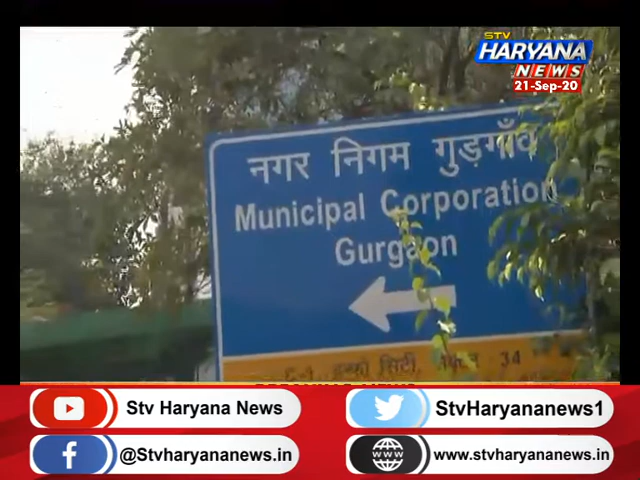 STV
HARYANA
NEWS
21-Sep-20
नगर निगम गुड़गाँव
Municipal Corporation
Gurgaon
सिटी, 34
Stv Haryana News
StvHaryananews1
@Stvharyananews.in
www.stvharyananews.in